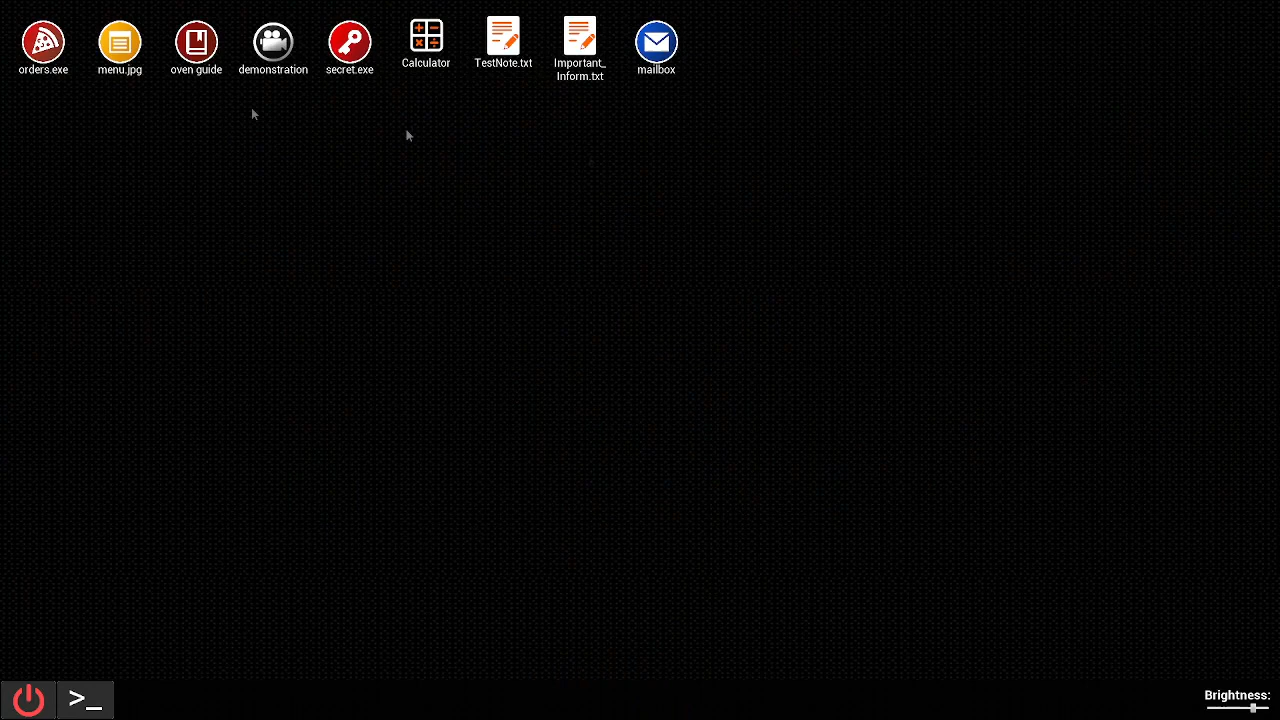 orders.exe
menu.jpg
oven guide
demonstration
secret.exe
Calculator
TestNote.txt
Important_
Inform.txt
mailbox
>_
Brightness: